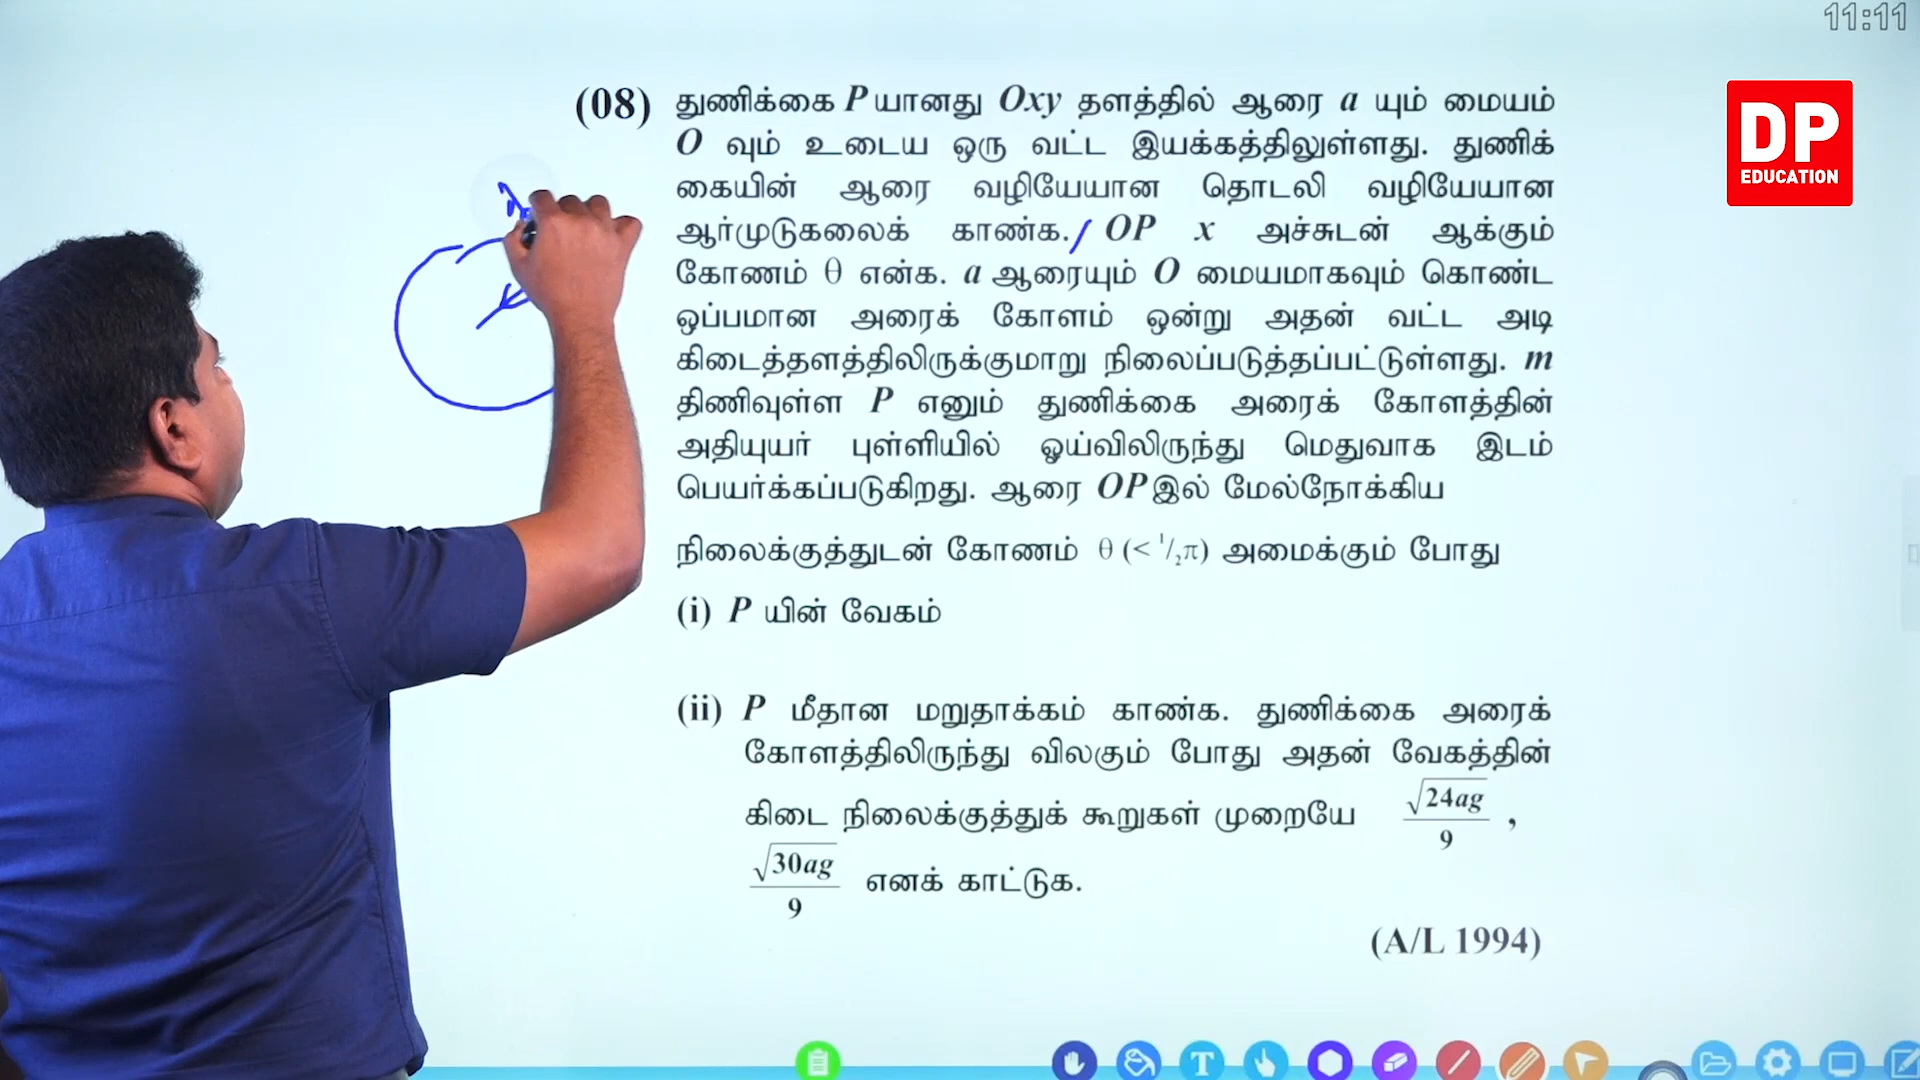 11:11
DP
EDUCATION
(08) துணிக்கை P யானது Oxy தளத்தில் ஆரை a யும் மையம்
O வும் உடைய ஒரு வட்ட இயக்கத்திலுள்ளது. துணிக்
கையின் ஆரை வழியேயான தொடலி வழியேயான
ஆர்முடுகலைக் காண்க. / OP x அச்சுடன் ஆக்கும்
கோணம் θ என்க. a ஆரையும் O மையமாகவும் கொண்ட
ஒப்பமான அரைக் கோளம் ஒன்று அதன் வட்ட அடி
கிடைத்தளத்திலிருக்குமாறு நிலைப்படுத்தப்பட்டுள்ளது. m
திணிவுள்ள P எனும் துணிக்கை அரைக் கோளத்தின்
அதியுயர் புள்ளியில் ஓய்விலிருந்து மெதுவாக இடம்
பெயர்க்கப்படுகிறது. ஆரை OP இல் மேல்நோக்கிய
நிலைக்குத்துடன் கோணம் θ (< 1/2π) அமைக்கும் போது
(i) P யின் வேகம்
(ii) P மீதான மறுதாக்கம் காண்க. துணிக்கை அரைக்
கோளத்திலிருந்து விலகும் போது அதன் வேகத்தின்
கிடை நிலைக்குத்துக் கூறுகள் முறையே √24ag/9 ,
√30ag/9 எனக் காட்டுக.
(A/L 1994)